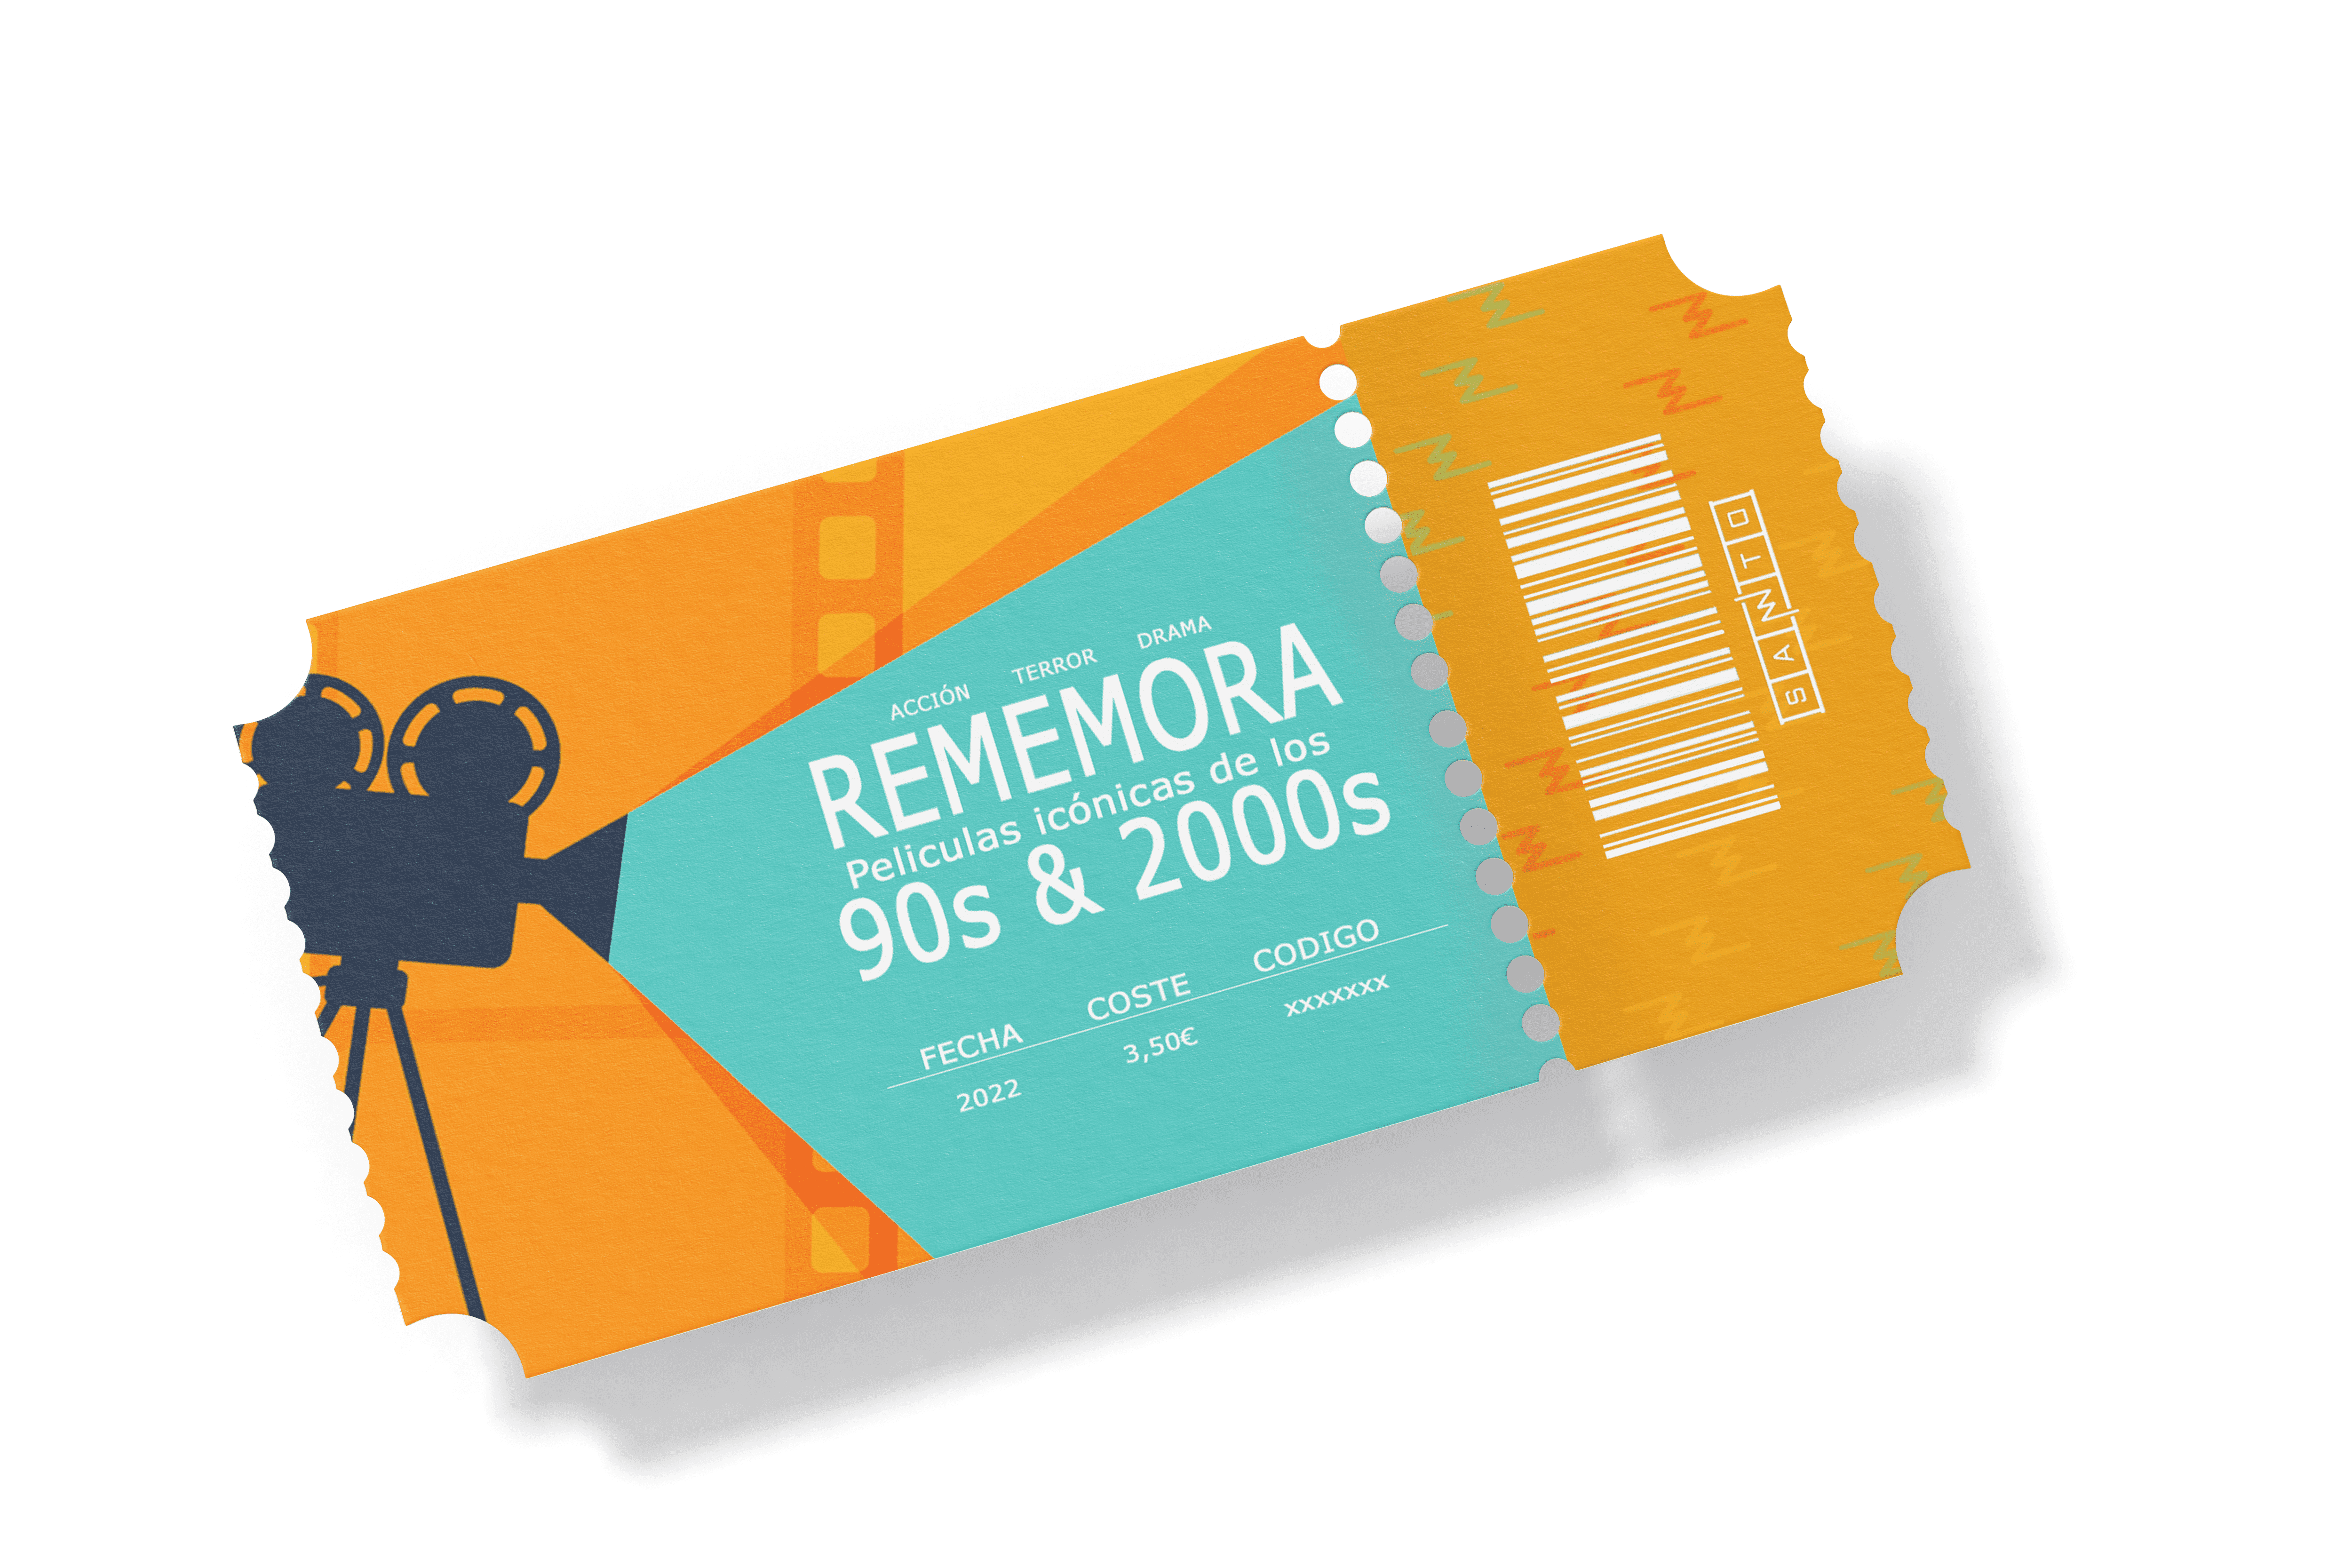 ACCIÓN TERROR DRAMA
REMEMORA
Peliculas icónicas de los
90s & 2000s
FECHA COSTE CODIGO
2022 3,50€ xxxxxxx
SAMTO